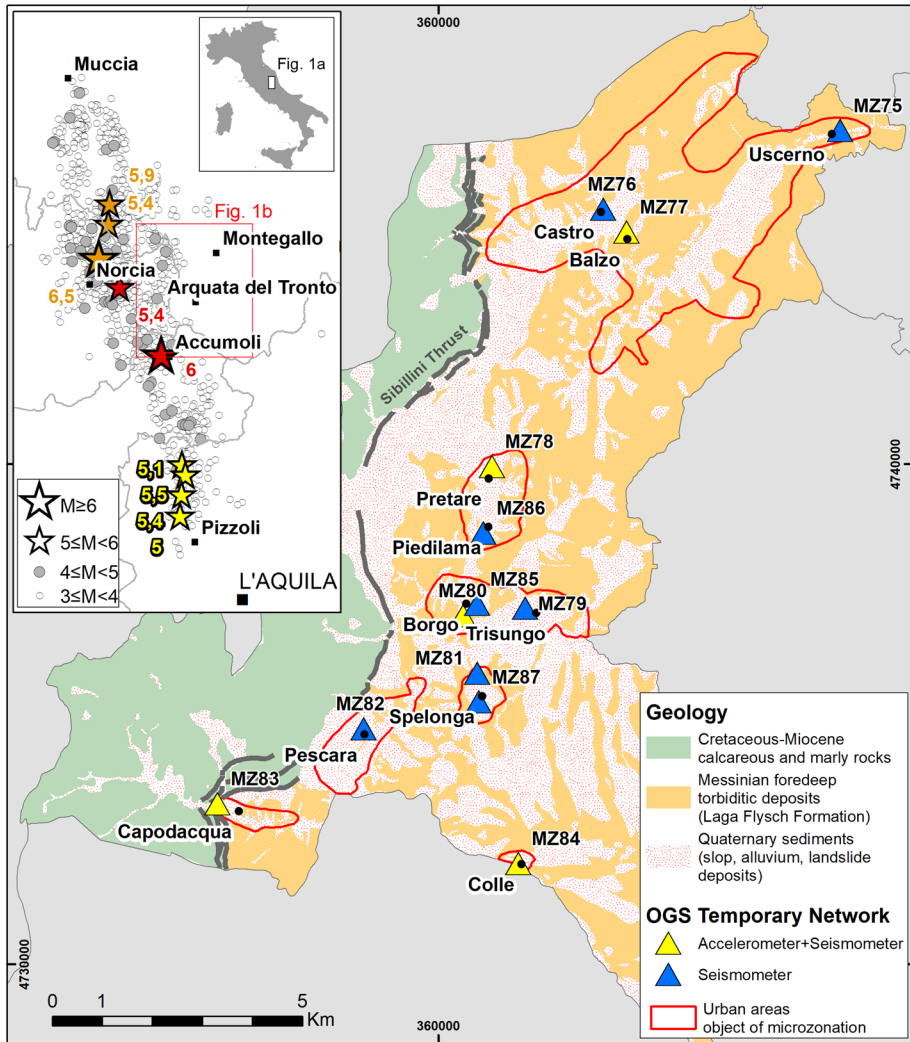 360000
Muccia
Fig. 1a
5,9
5,4
Fig. 1b
Montegallo
Norcia
6,5
Arquata del Tronto
5,4
Accumoli
6
5,1
5,5
5,4
5
Pizzoli
L'AQUILA
M≥6
5≤M<6
4≤M<5
3≤M<4
MZ75
Uscerno
MZ76
MZ77
Castro
Balzo
Sibillini Thrust
MZ78
4740000
Pretare
MZ86
Piedilama
MZ85
MZ80
MZ79
Borgo
Trisungo
MZ81
MZ87
MZ82
Spelonga
Pescara
MZ83
Capodacqua
MZ84
Colle
Geology
Cretaceous-Miocene
calcareous and marly rocks
Messinian foredeep
torbiditic deposits
(Laga Flysch Formation)
Quaternary sediments
(slop, alluvium, landslide
deposits)
OGS Temporary Network
Accelerometer+Seismometer
Seismometer
Urban areas
object of microzonation
4730000
0 1 5
Km
360000